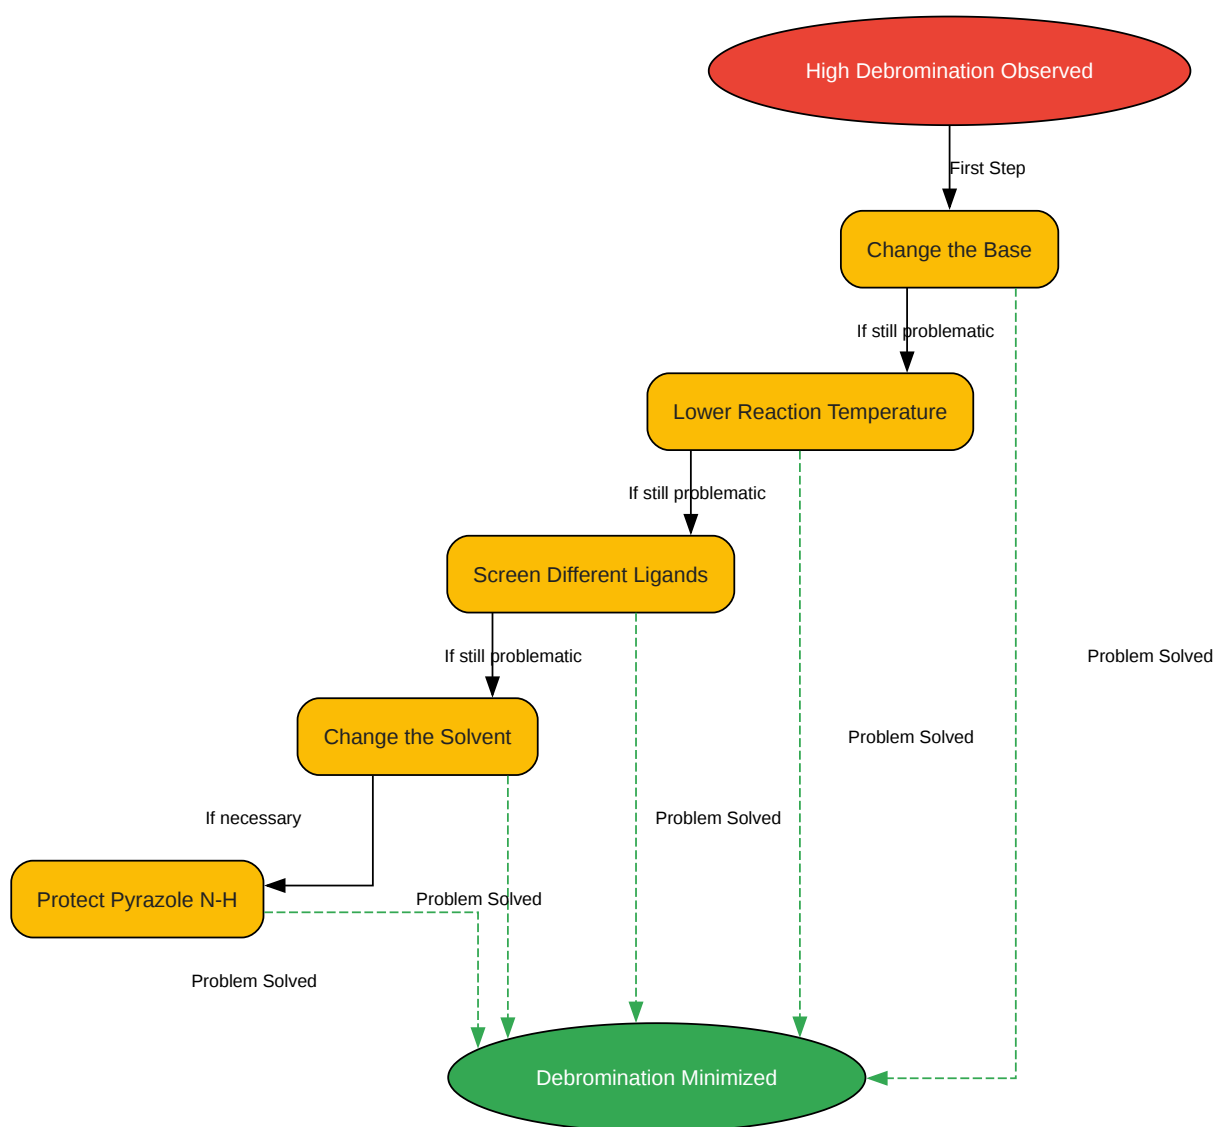 High Debromination Observed
First Step
Change the Base
If still problematic
Lower Reaction Temperature
If still problematic
Screen Different Ligands
If still problematic
Problem Solved
Change the Solvent
Problem Solved
If necessary
Problem Solved
Protect Pyrazole N-H
Problem Solved
Problem Solved
Debromination Minimized